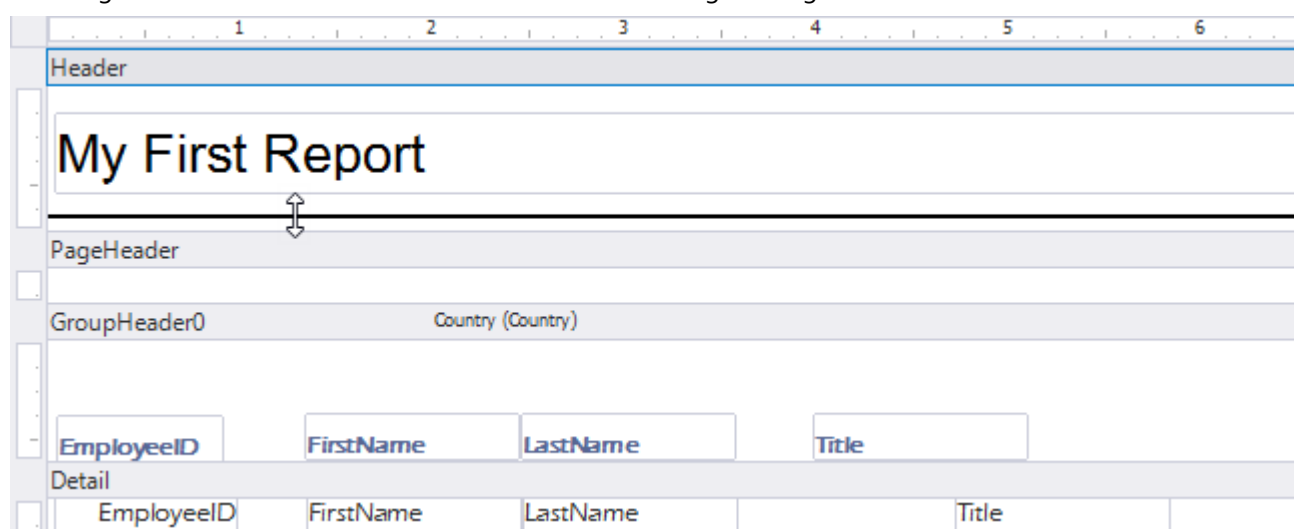 1 2 3 4 5 6
Header
My First Report
PageHeader
GroupHeader0 Country (Country)
EmployeeID FirstName LastName Title
Detail
EmployeeID FirstName LastName Title